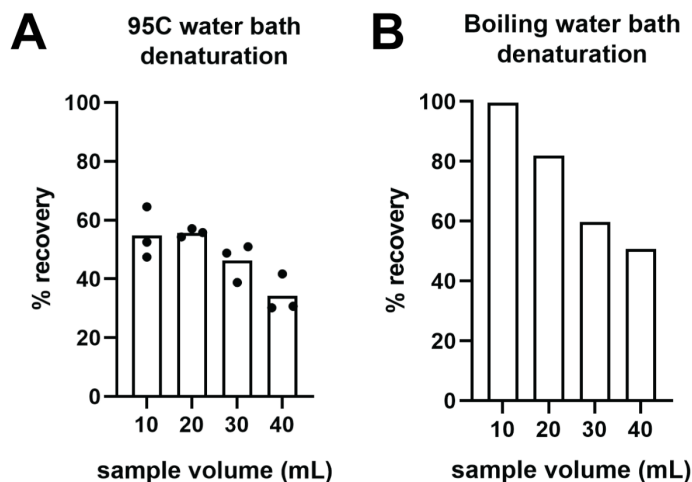 A
95C water bath
denaturation
% recovery
100
80
60
40
20
0
10 20 30 40
sample volume (mL)
B
Boiling water bath
denaturation
% recovery
100
80
60
40
20
0
10 20 30 40
sample volume (mL)